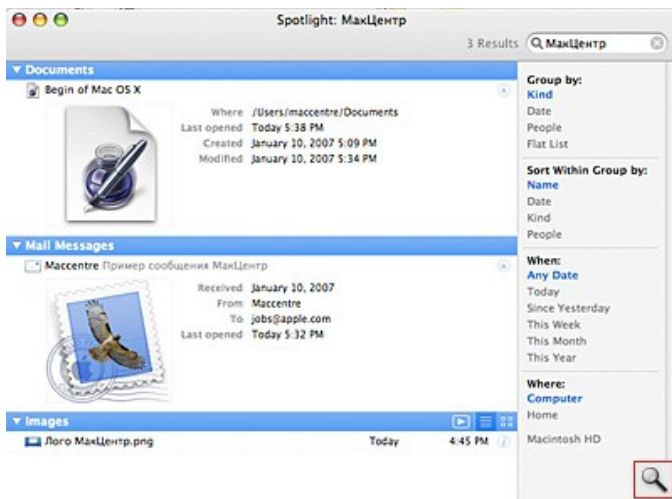 Spotlight: МакЦентр
3 Results МакЦентр
Documents
Begin of Mac OS X
Where /Users/maccentre/Documents
Last opened Today 5:38 PM
Created January 10, 2007 5:09 PM
Modified January 10, 2007 5:34 PM
Mail Messages
Maccentre Пример сообщения МакЦентр
Received January 10, 2007
From Maccentre
To jobs@apple.com
Last opened Today 5:32 PM
Images
Лого МакЦентр.png Today 4:45 PM
Group by:
Kind
Date
People
Flat List
Sort Within Group by:
Name
Date
Kind
People
When:
Any Date
Today
Since Yesterday
This Week
This Month
This Year
Where:
Computer
Home
Macintosh HD